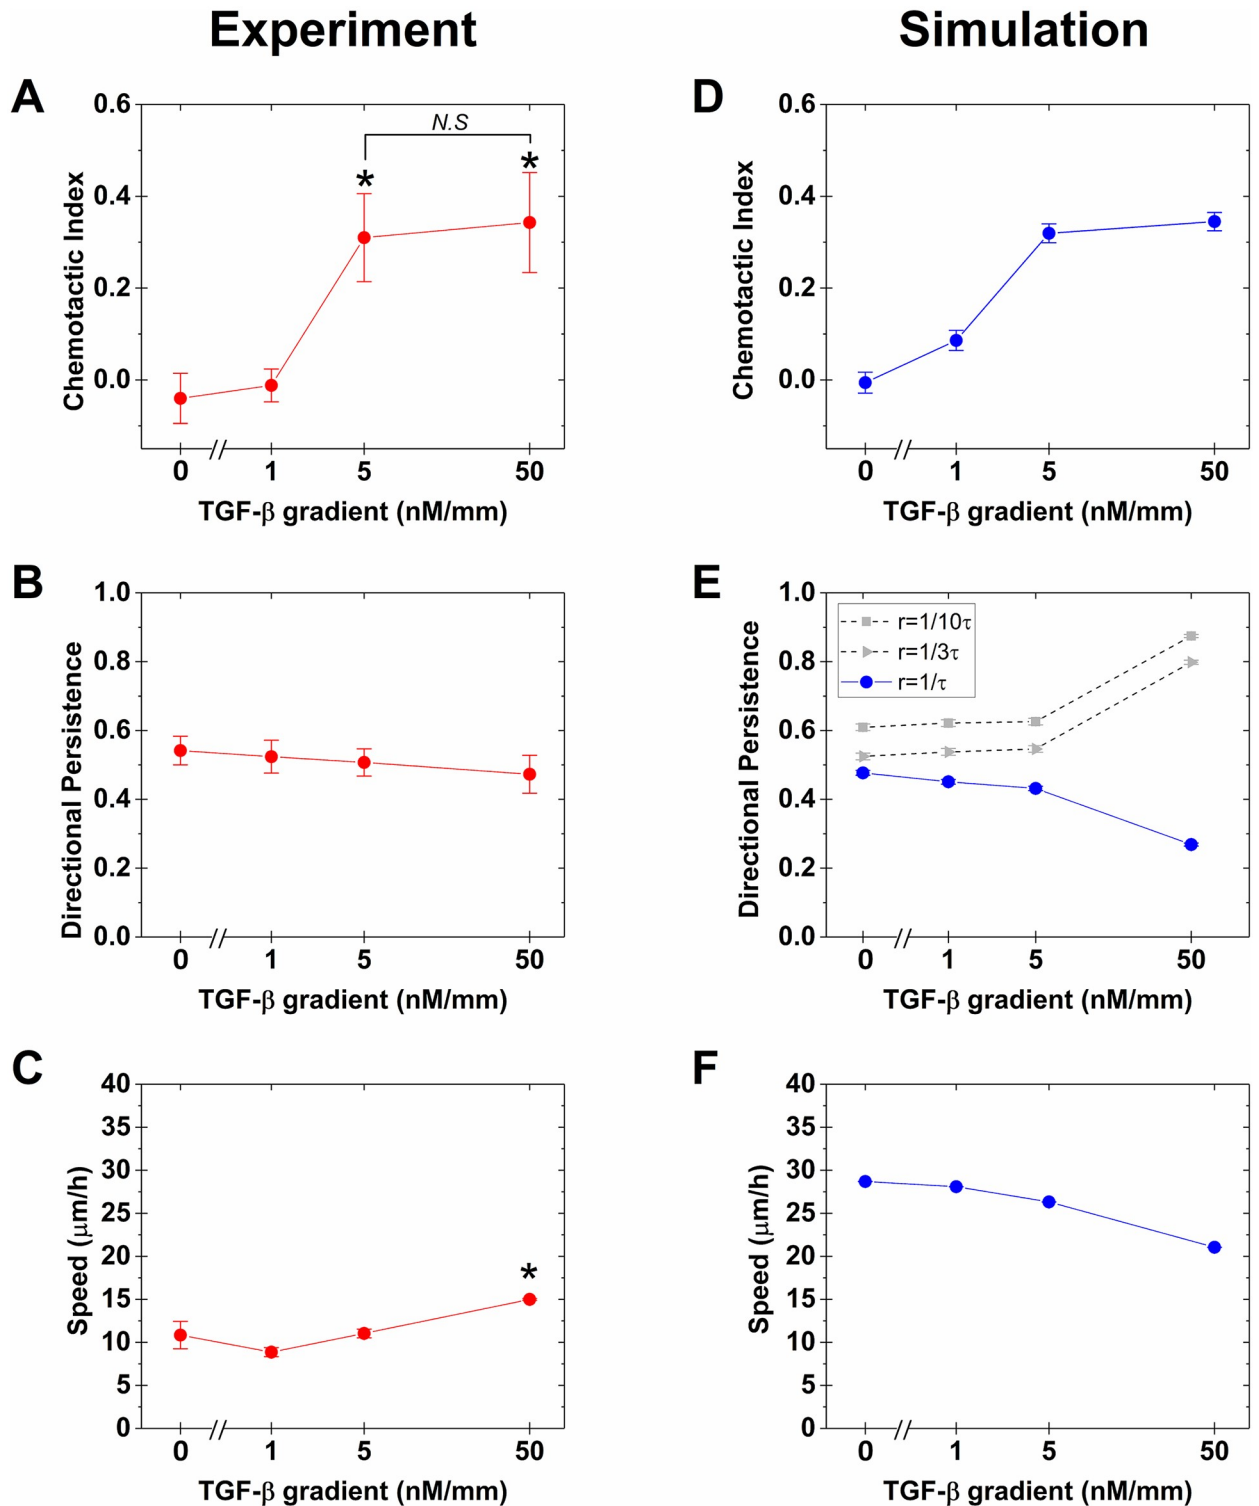 Experiment
Simulation
A
0.6
0.4
0.2
0.0
Chemotactic Index
N.S
*
*
0 // 1 5 50
TGF-β gradient (nM/mm)
D
0.6
0.4
0.2
0.0
Chemotactic Index
0 // 1 5 50
TGF-β gradient (nM/mm)
B
1.0
0.8
0.6
0.4
0.2
0.0
Directional Persistence
0 // 1 5 50
TGF-β gradient (nM/mm)
E
1.0
0.8
0.6
0.4
0.2
0.0
Directional Persistence
r=1/10τ
r=1/3τ
r=1/τ
0 // 1 5 50
TGF-β gradient (nM/mm)
C
40
35
30
25
20
15
10
5
0
Speed (μm/h)
*
0 // 1 5 50
TGF-β gradient (nM/mm)
F
40
35
30
25
20
15
10
5
0
Speed (μm/h)
0 // 1 5 50
TGF-β gradient (nM/mm)